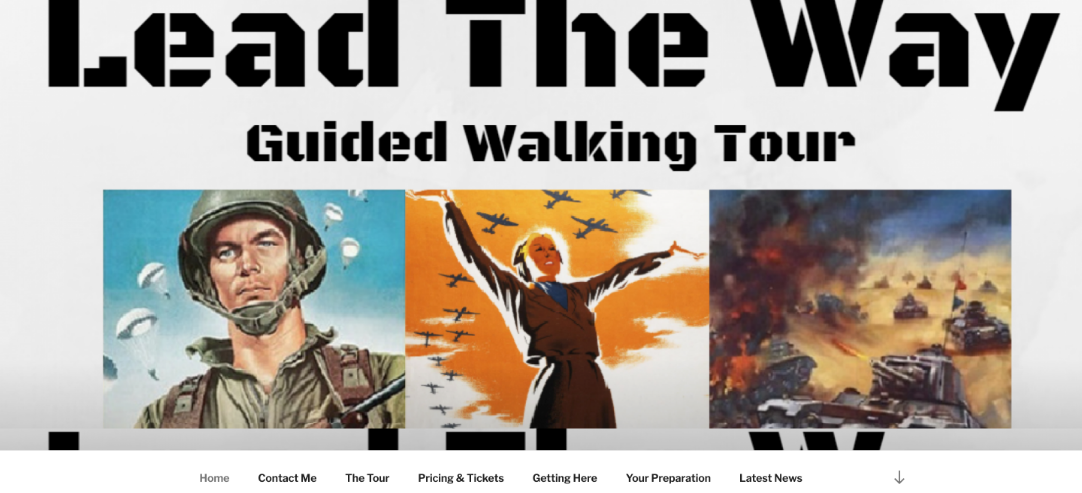 Lead The Way
Guided Walking Tour
Home Contact Me The Tour Pricing & Tickets Getting Here Your Preparation Latest News